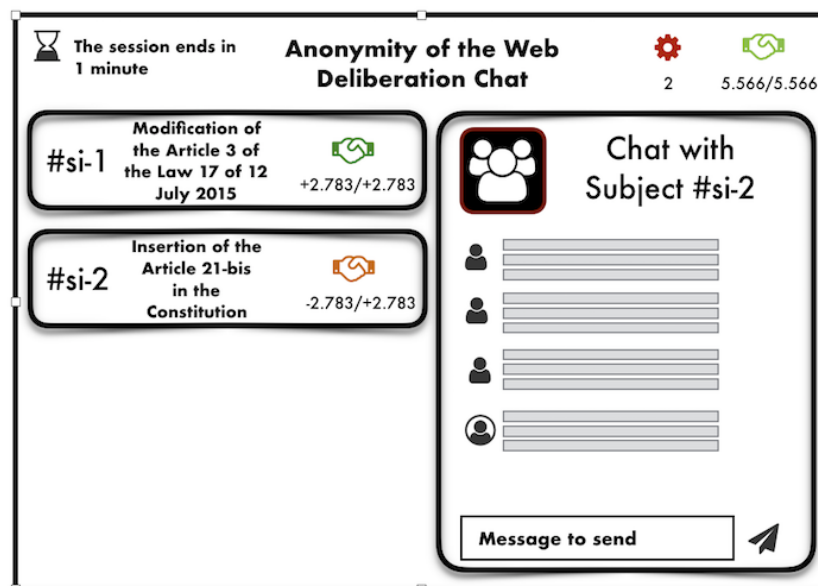 The session ends in
1 minute
Anonymity of the Web
Deliberation Chat
2
5.566/5.566
#si-1
Modification of
the Article 3 of
the Law 17 of 12
July 2015
+2.783/+2.783
#si-2
Insertion of the
Article 21-bis
in the
Constitution
-2.783/+2.783
Chat with
Subject #si-2
Message to send